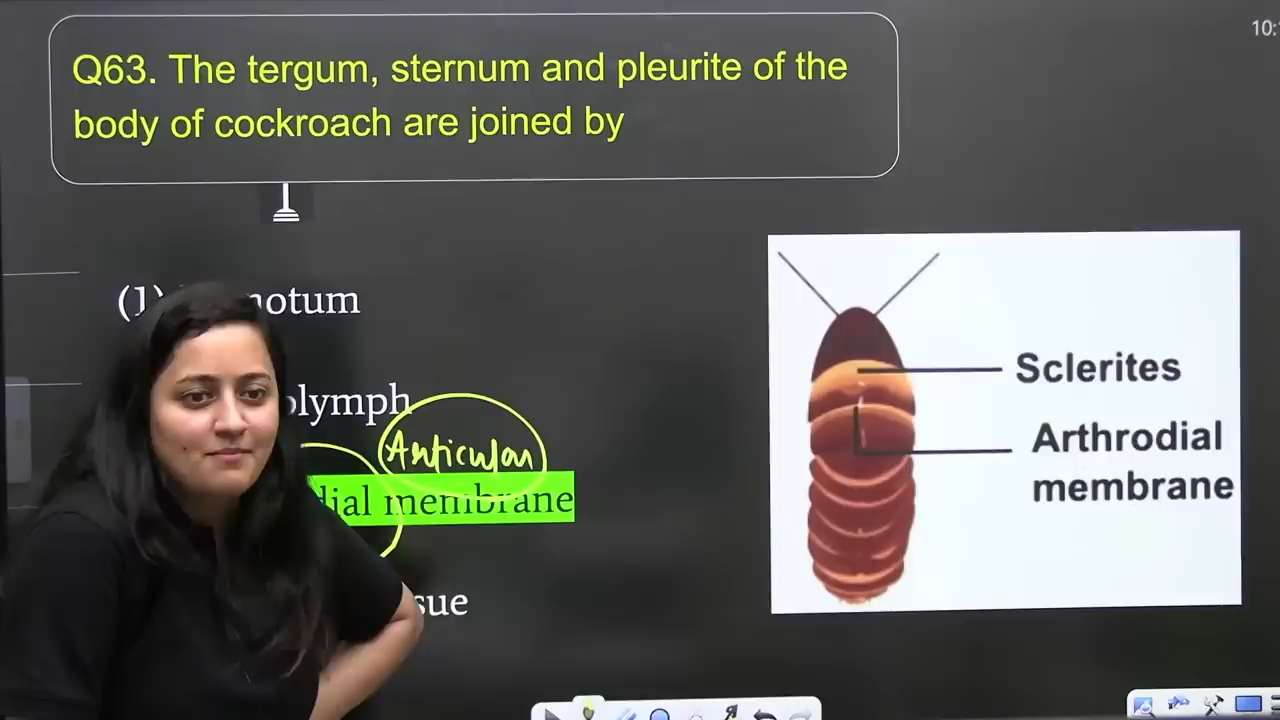 10:
Q63. The tergum, sternum and pleurite of the
body of cockroach are joined by
(1) notum
olymph
Articular
dial membrane
sue
Sclerites
Arthrodial
membrane